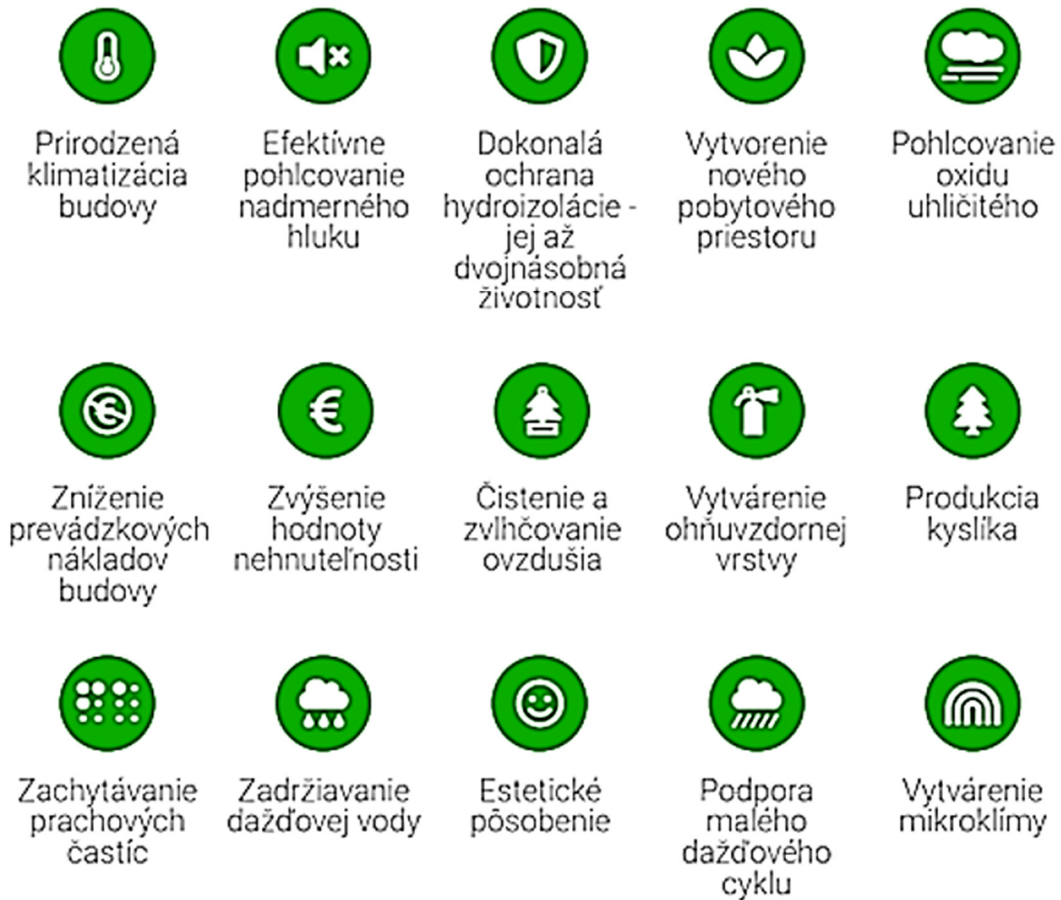 Prirodzená
klimatizácia
budovy
Efektívne
pohlcovanie
nadmerného
hluku
Dokonalá
ochrana
hydroizolácie -
jej až
dvojnásobná
životnosť
Vytvorenie
nového
pobytového
priestoru
Pohlcovanie
oxidu
uhličitého
Zníženie
prevádzkových
nákladov
budovy
Zvýšenie
hodnoty
nehnuteľnosti
Čistenie a
zvlhčovanie
ovzdušia
Vytvárenie
ohňuvzdornej
vrstvy
Produkcia
kyslíka
Zachytávanie
prachových
častíc
Zadržiavanie
dažďovej vody
Estetické
pôsobenie
Podpora
malého
dažďového
cyklu
Vytvárenie
mikroklímy